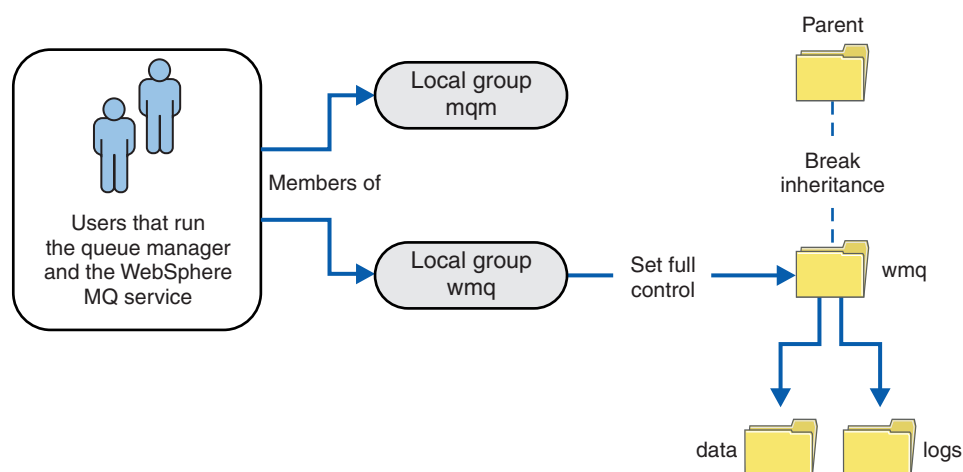 Parent
Local group
mqm
Break
inheritance
Members of
Users that run
the queue manager
and the WebSphere
MQ service
Local group
wmq
Set full
control
wmq
data
logs